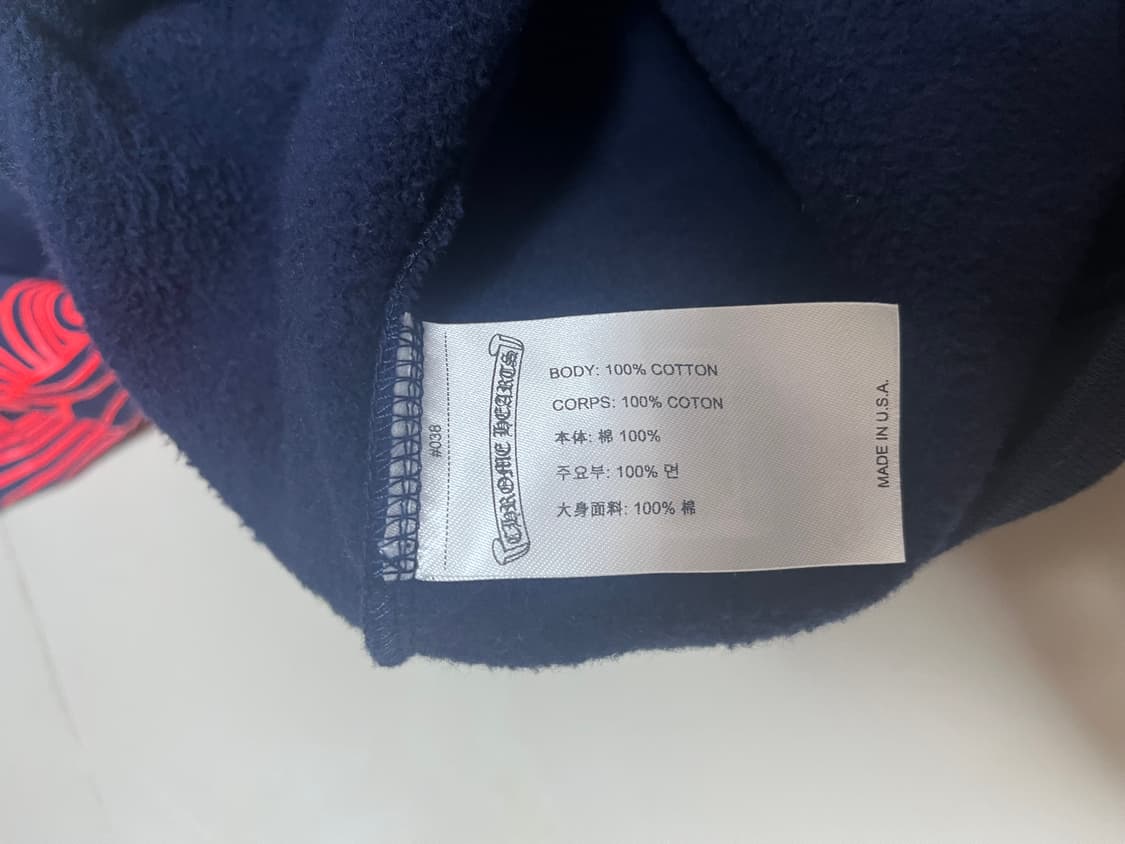 #038
CHROME HEARTS
BODY: 100% COTTON
CORPS: 100% COTON
本体: 棉 100%
주요부: 100% 면
大身面料: 100% 棉
MADE IN U.S.A.